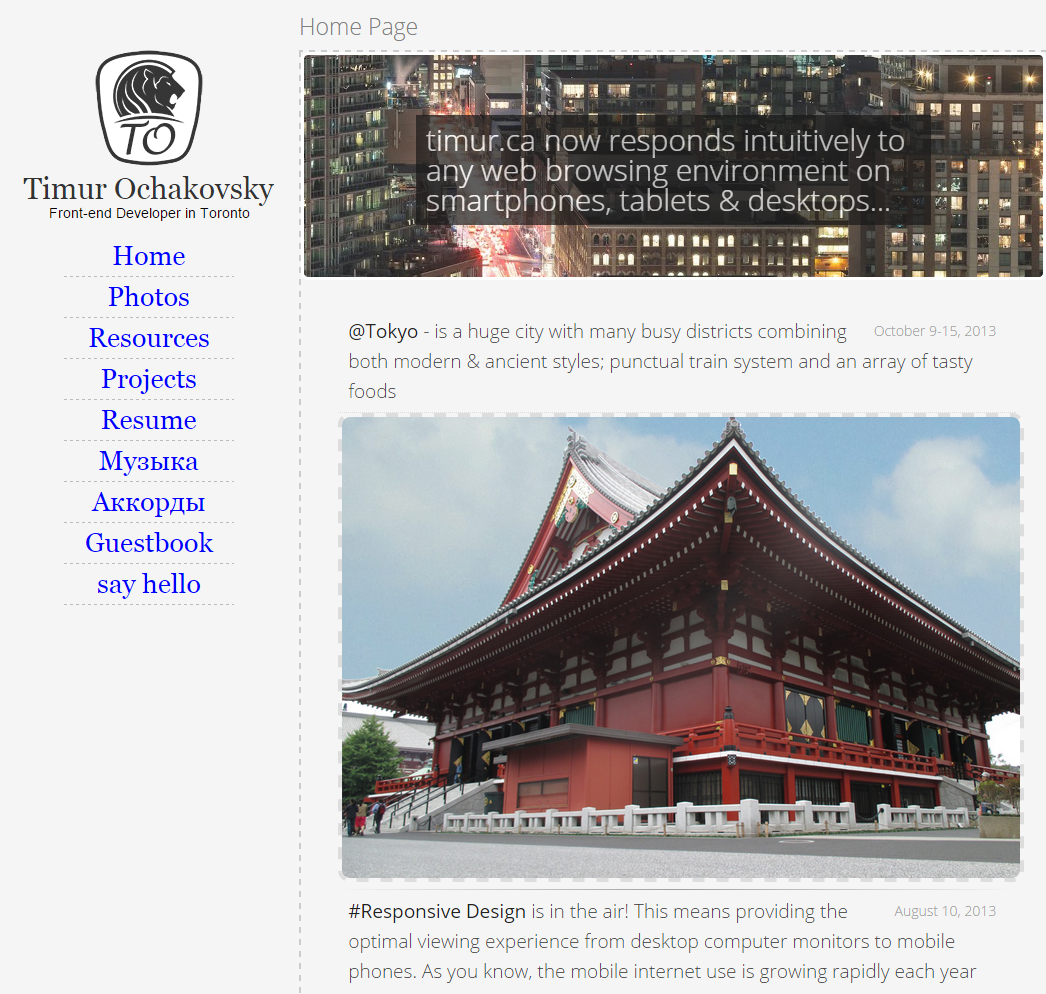 Home Page
TO
Timur Ochakovsky
Front-end Developer in Toronto
Home
Photos
Resources
Projects
Resume
Музыка
Аккорды
Guestbook
say hello
timur.ca now responds intuitively to
any web browsing environment on
smartphones, tablets & desktops...
@Tokyo - is a huge city with many busy districts combining
October 9-15, 2013
both modern & ancient styles; punctual train system and an array of tasty
foods
#Responsive Design is in the air! This means providing the
August 10, 2013
optimal viewing experience from desktop computer monitors to mobile
phones. As you know, the mobile internet use is growing rapidly each year